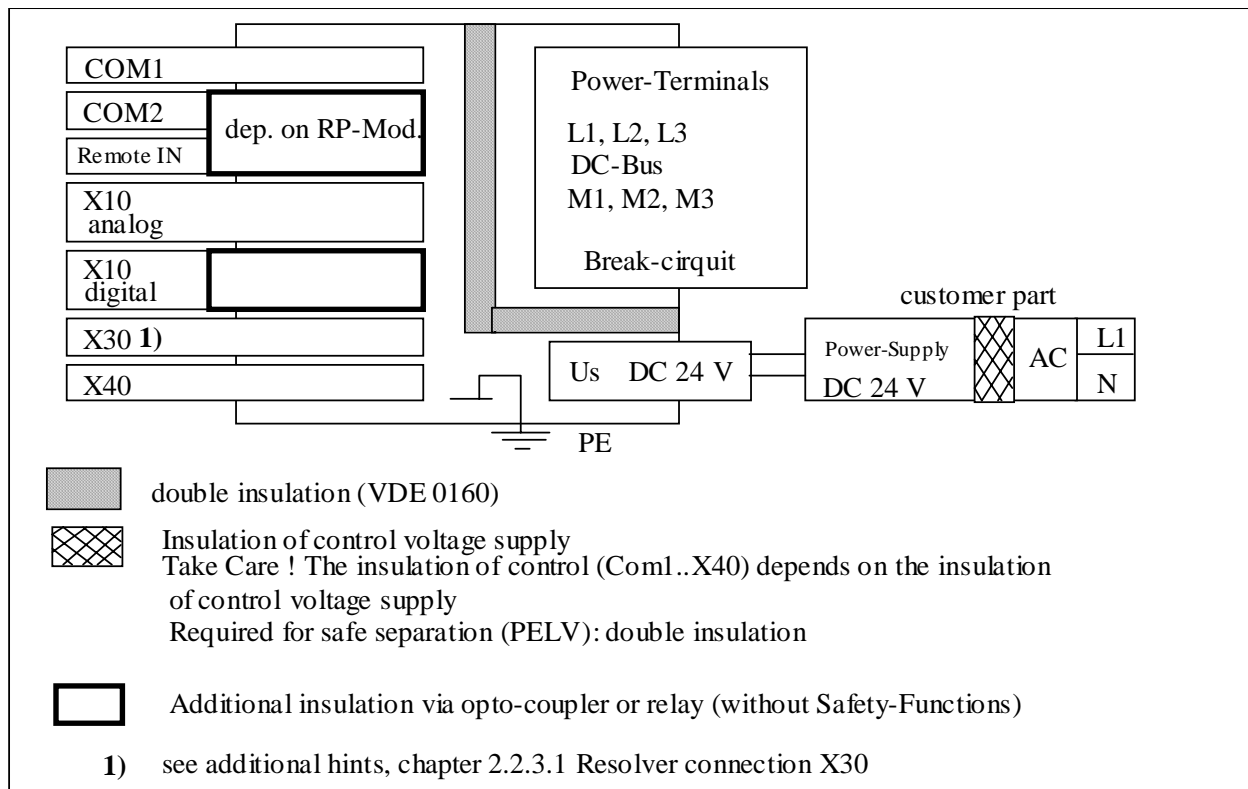 COM1
COM2
dep. on RP-Mod.
Remote IN
X10
analog
X10
digital
X30 1)
X40
Power-Terminals
L1, L2, L3
DC-Bus
M1, M2, M3
Break-cirquit
customer part
Us DC 24 V
Power-Supply
DC 24 V
AC
L1
N
PE
double insulation (VDE 0160)
Insulation of control voltage supply
Take Care ! The insulation of control (Com1..X40) depends on the insulation
of control voltage supply
Required for safe separation (PELV): double insulation
Additional insulation via opto-coupler or relay (without Safety-Functions)
1) see additional hints, chapter 2.2.3.1 Resolver connection X30